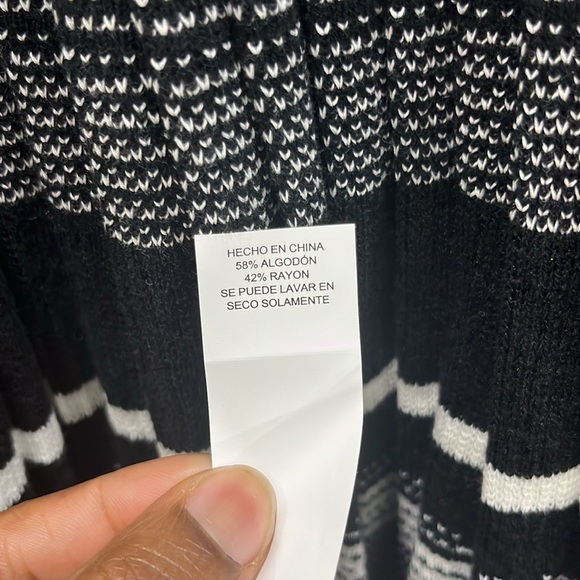 HECHO EN CHINA
58% ALGODÓN
42% RAYON
SE PUEDE LAVAR EN
SECO SOLAMENTE